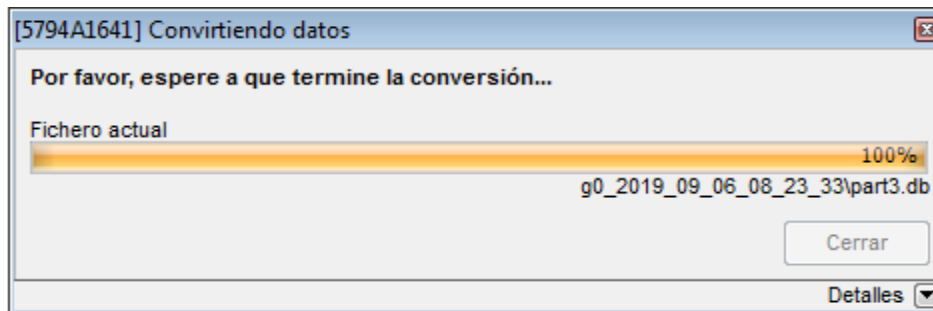 [5794A1641] Convirtiendo datos
Por favor, espere a que termine la conversión...
Fichero actual
100%
g0_2019_09_06_08_23_33\part3.db
Cerrar
Detalles